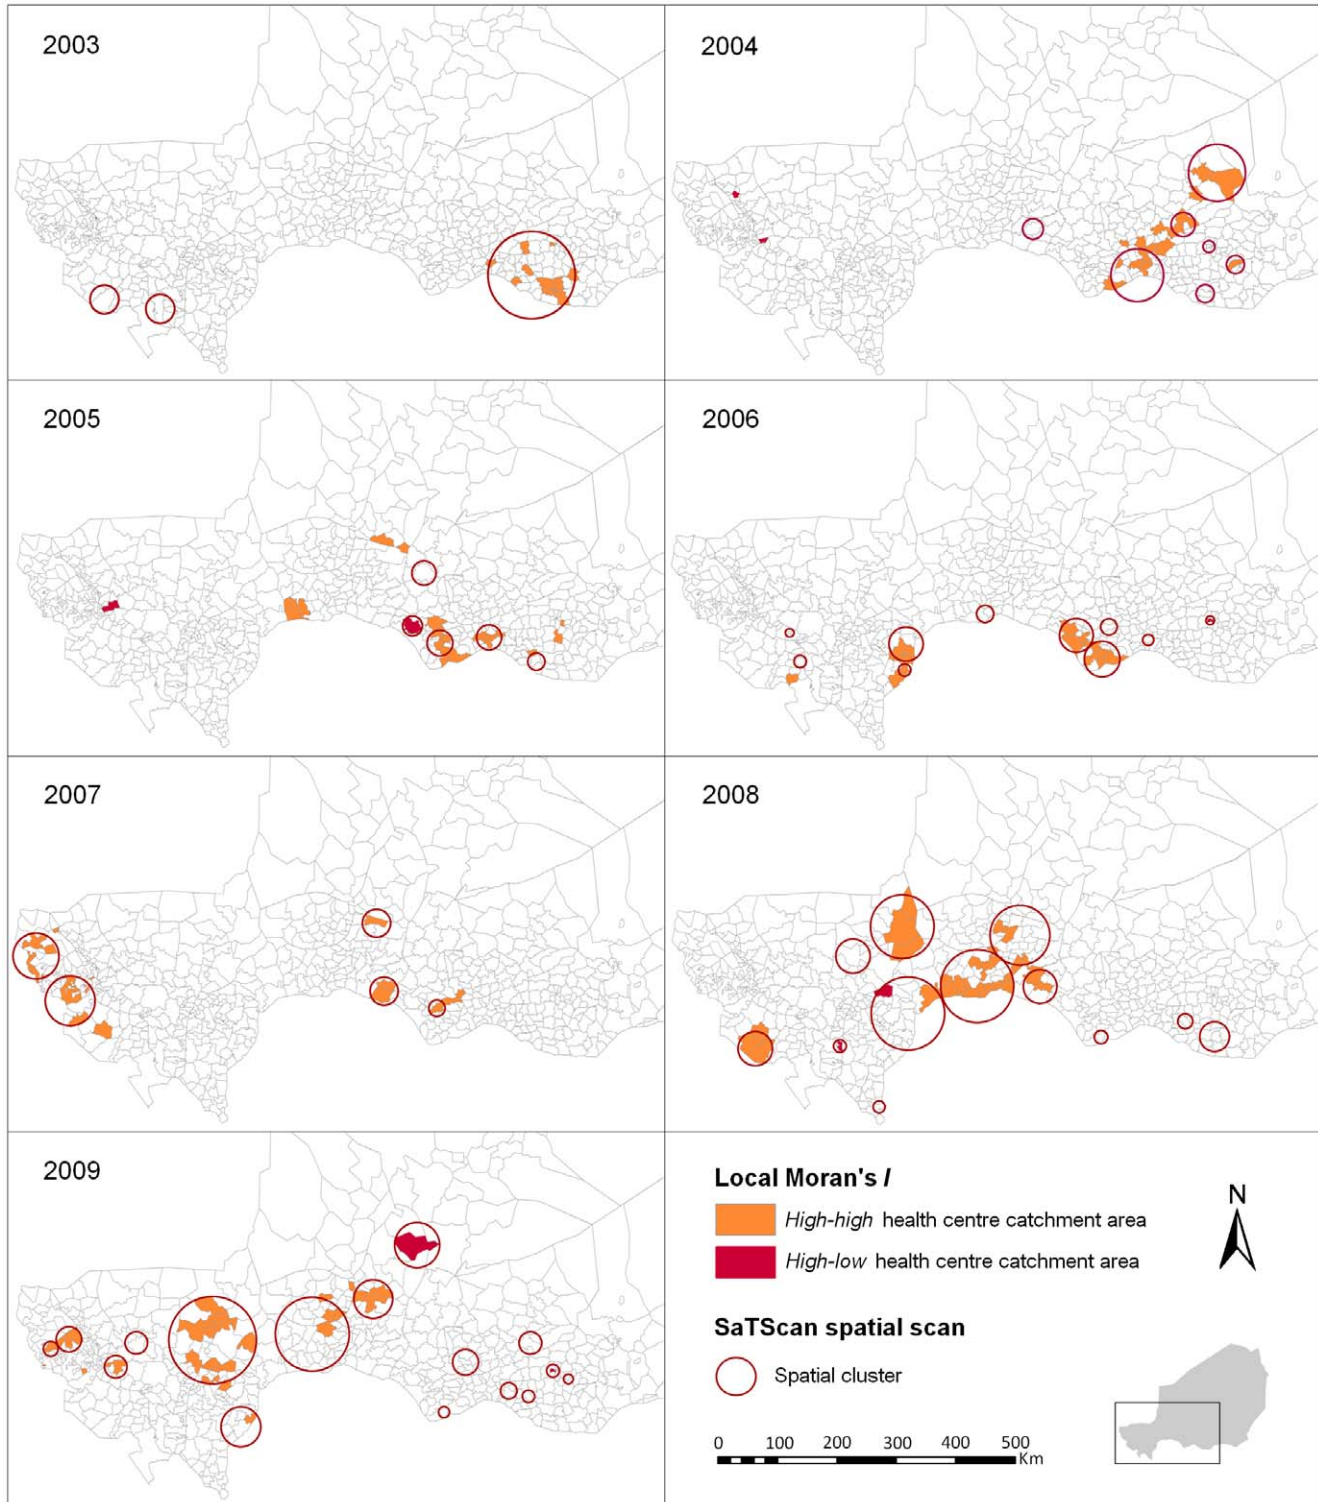 2003
2004
2005
2006
2007
2008
2009
Local Moran's I
High-high health centre catchment area
High-low health centre catchment area
SaTScan spatial scan
Spatial cluster
N
0 100 200 300 400 500
Km